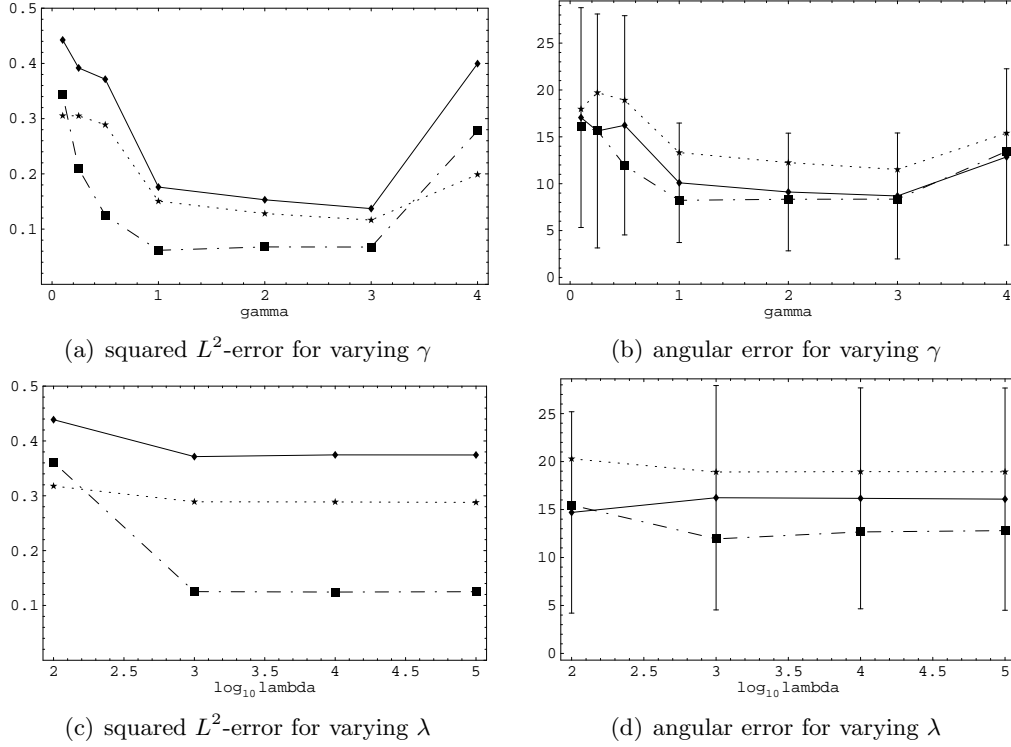 0.5
0.4
0.3
0.2
0.1
0 1 2 3 4
gamma
25
20
15
10
5
0
0 1 2 3 4
gamma
(a) squared L²-error for varying γ
(b) angular error for varying γ
0.5
0.4
0.3
0.2
0.1
2 2.5 3 3.5 4 4.5 5
log₁₀lambda
25
20
15
10
5
0
2 2.5 3 3.5 4 4.5 5
log₁₀lambda
(c) squared L²-error for varying λ
(d) angular error for varying λ